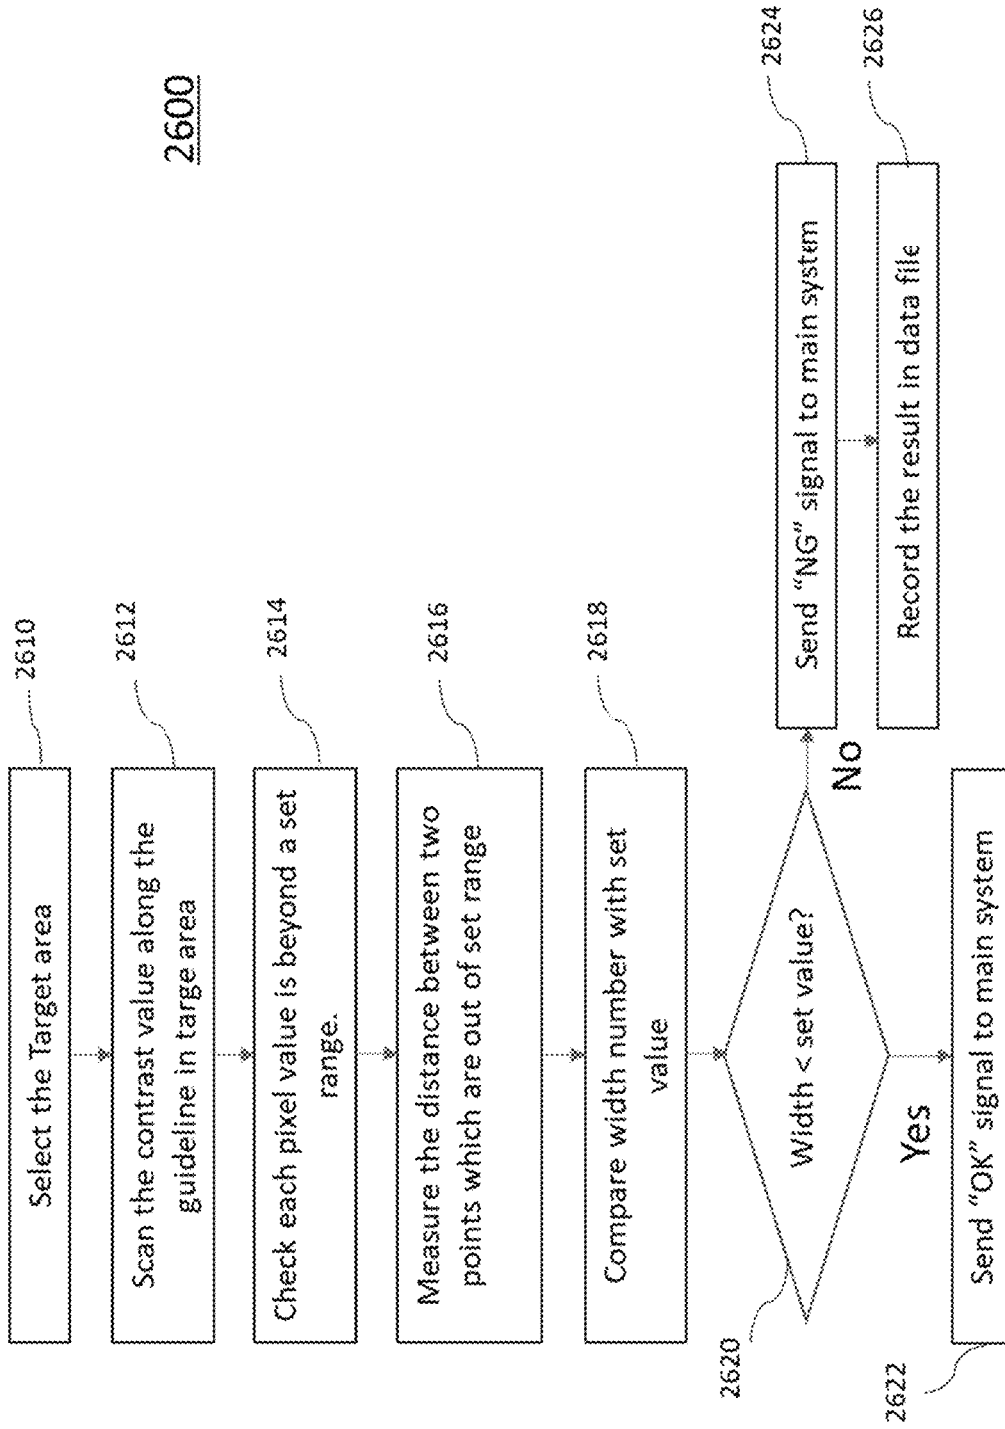 2600
Select the Target area
2610
Scan the contrast value along the
guideline in targe area
2612
Check each pixel value is beyond a set
range.
2614
Measure the distance between two
points which are out of set range
2616
Compare width number with set
value
2618
Width < set value?
2620
No
Send “NG” signal to main system
2624
Record the result in data file
2626
Yes
Send “OK” signal to main system
2622